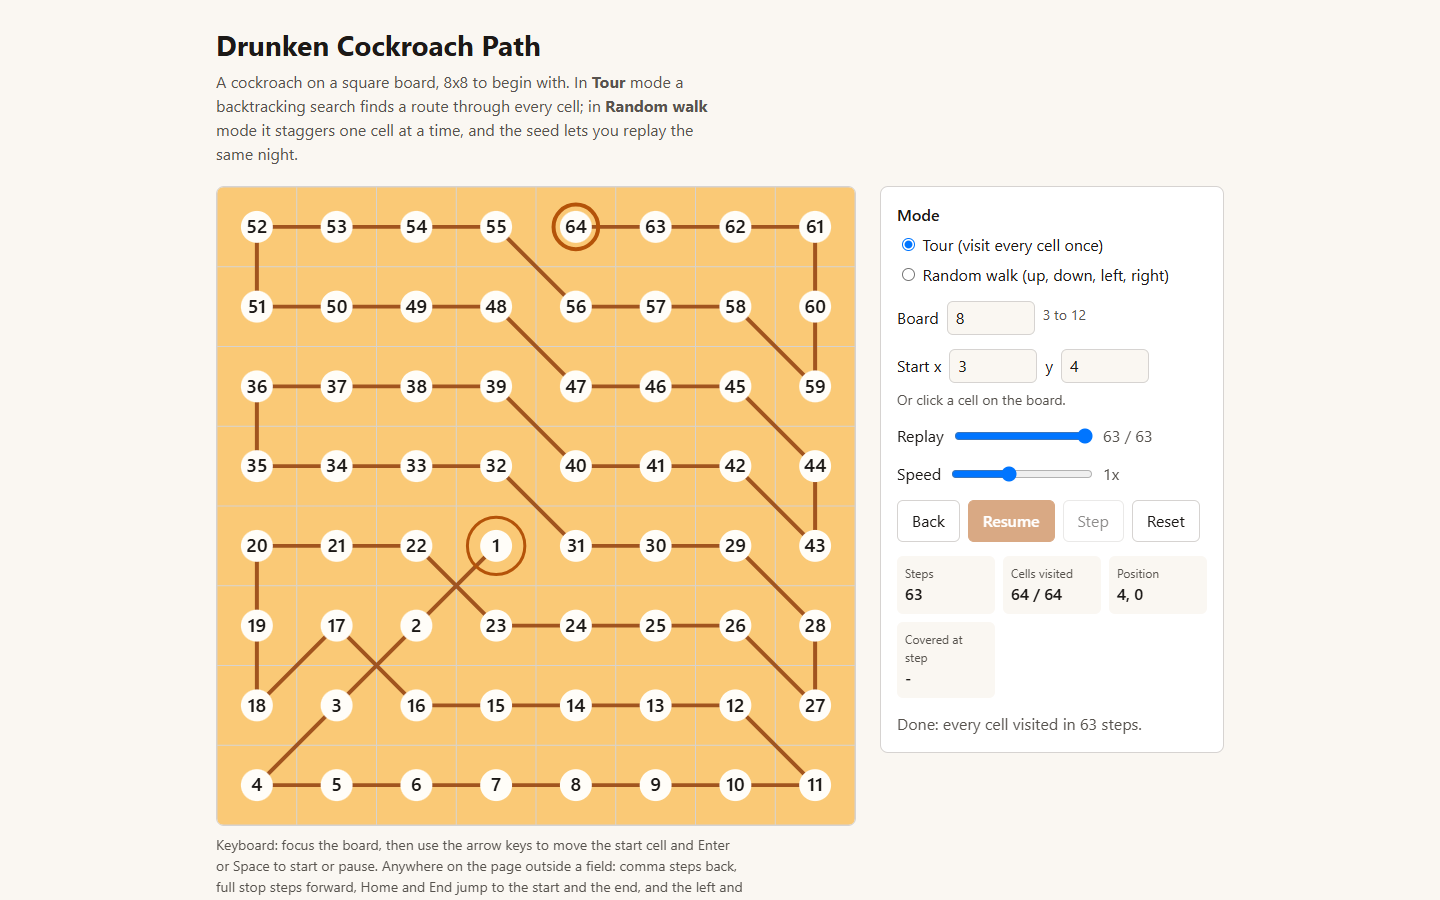 Drunken Cockroach Path
A cockroach on a square board, 8x8 to begin with. In Tour mode a
backtracking search finds a route through every cell; in Random walk
mode it staggers one cell at a time, and the seed lets you replay the
same night.
52 53 54 55 64 63 62 61
51 50 49 48 56 57 58 60
36 37 38 39 47 46 45 59
35 34 33 32 40 41 42 44
20 21 22 1 31 30 29 43
19 17 2 23 24 25 26 28
18 3 16 15 14 13 12 27
4 5 6 7 8 9 10 11
Keyboard: focus the board, then use the arrow keys to move the start cell and Enter
or Space to start or pause. Anywhere on the page outside a field: comma steps back,
full stop steps forward, Home and End jump to the start and the end, and the left and
Mode
Tour (visit every cell once)
Random walk (up, down, left, right)
Board 8 3 to 12
Start x 3 y 4
Or click a cell on the board.
Replay 63 / 63
Speed 1x
Back Resume Step Reset
Steps Cells visited Position
63 64 / 64 4, 0
Covered at
step
-
Done: every cell visited in 63 steps.